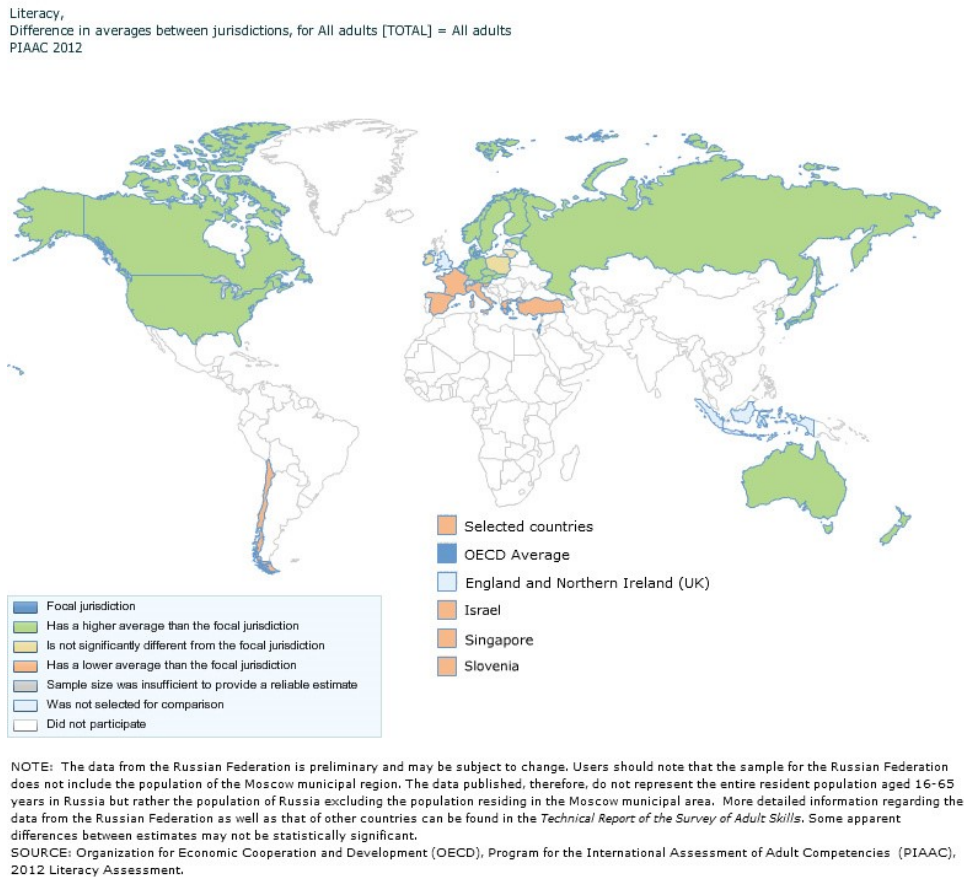 Literacy,
Difference in averages between jurisdictions, for All adults [TOTAL] = All adults
PIAAC 2012
Selected countries
OECD Average
England and Northern Ireland (UK)
Israel
Singapore
Slovenia
Focal jurisdiction
Has a higher average than the focal jurisdiction
Is not significantly different from the focal jurisdiction
Has a lower average than the focal jurisdiction
Sample size was insufficient to provide a reliable estimate
Was not selected for comparison
Did not participate
NOTE:  The data from the Russian Federation is preliminary and may be subject to change. Users should note that the sample for the Russian Federation
does not include the population of the Moscow municipal region. The data published, therefore, do not represent the entire resident population aged 16-65
years in Russia but rather the population of Russia excluding the population residing in the Moscow municipal area.  More detailed information regarding the
data from the Russian Federation as well as that of other countries can be found in the Technical Report of the Survey of Adult Skills. Some apparent
differences between estimates may not be statistically significant.
SOURCE: Organization for Economic Cooperation and Development (OECD), Program for the International Assessment of Adult Competencies  (PIAAC),
2012 Literacy Assessment.